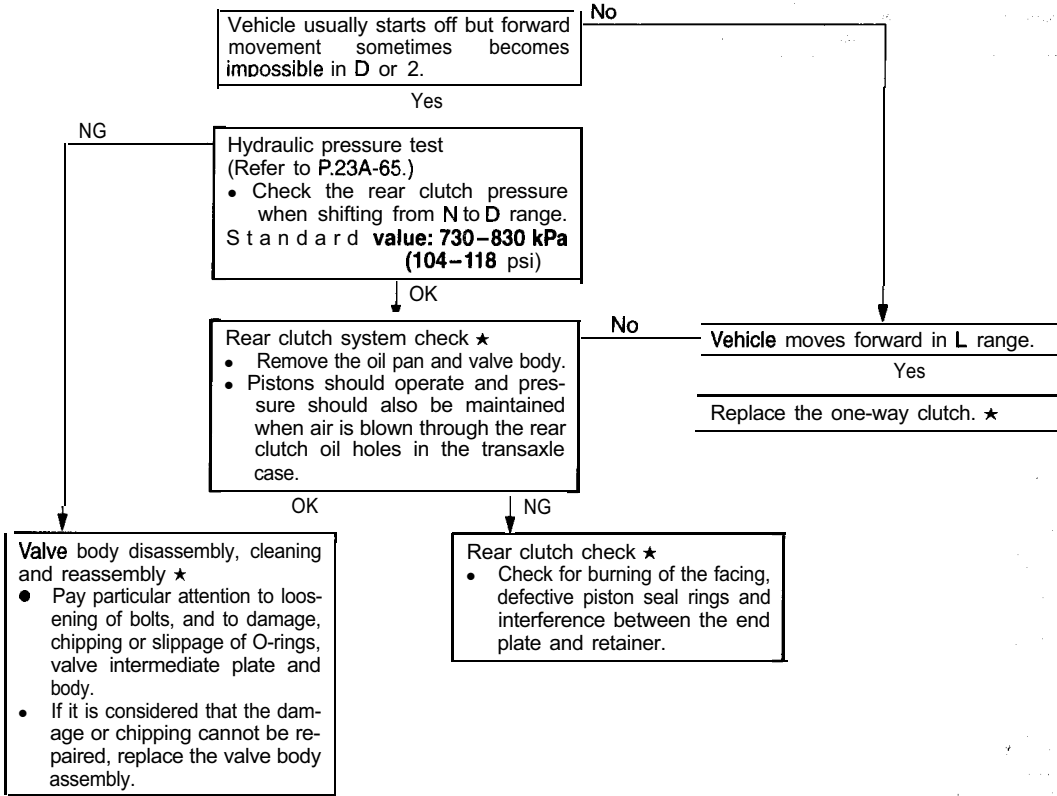 No
Vehicle usually starts off but forward
movement sometimes becomes
impossible in D or 2.
Yes
NG
Hydraulic pressure test
(Refer to P.23A-65.)
• Check the rear clutch pressure
when shifting from N to D range.
Standard value: 730–830 kPa
(104–118 psi)
OK
Rear clutch system check ★
• Remove the oil pan and valve body.
• Pistons should operate and pres-
sure should also be maintained
when air is blown through the rear
clutch oil holes in the transaxle
case.
No
Vehicle moves forward in L range.
Yes
Replace the one-way clutch. ★
OK
NG
Valve body disassembly, cleaning
and reassembly ★
• Pay particular attention to loos-
ening of bolts, and to damage,
chipping or slippage of O-rings,
valve intermediate plate and
body.
• If it is considered that the dam-
age or chipping cannot be re-
paired, replace the valve body
assembly.
Rear clutch check ★
• Check for burning of the facing,
defective piston seal rings and
interference between the end
plate and retainer.